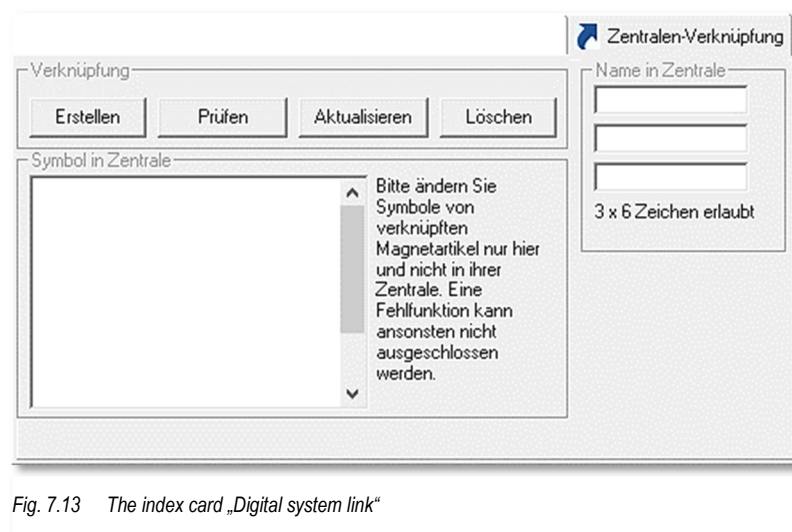 Zentralen-Verknüpfung
Verknüpfung
Erstellen
Prüfen
Aktualisieren
Löschen
Symbol in Zentrale
Bitte ändern Sie
Symbole von
verknüpften
Magnetartikel nur hier
und nicht in ihrer
Zentrale. Eine
Fehlfunktion kann
ansonsten nicht
ausgeschlossen
werden.
Name in Zentrale
3 x 6 Zeichen erlaubt
Fig. 7.13 The index card „Digital system link“